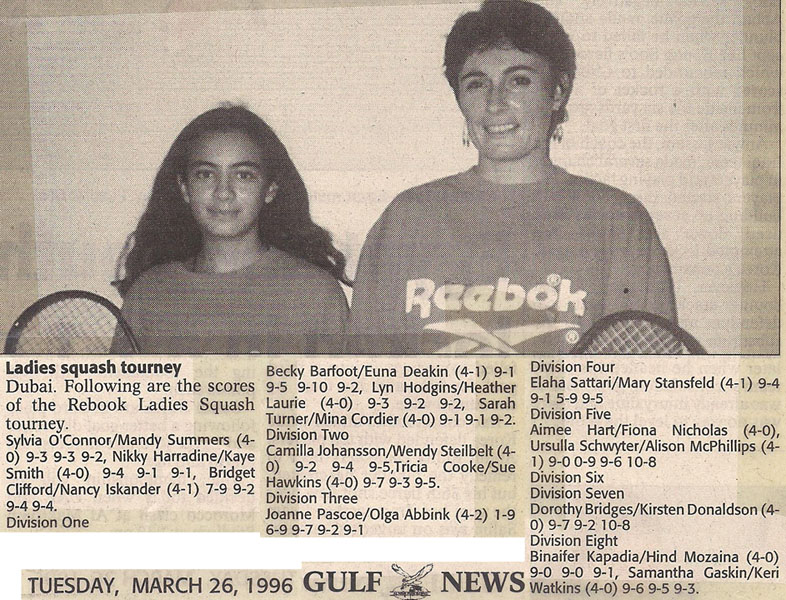 Reebok®
®
Ladies squash tourney
Dubai. Following are the scores
of the Rebook Ladies Squash
tourney.
Sylvia O'Connor/Mandy Summers (4-
0) 9-3 9-3 9-2, Nikky Harradine/Kaye
Smith (4-0) 9-4 9-1 9-1, Bridget
Clifford/Nancy Iskander (4-1) 7-9 9-2
9-4 9-4.
Division One
Becky Barfoot/Euna Deakin (4-1) 9-1
9-5 9-10 9-2, Lyn Hodgins/Heather
Laurie (4-0) 9-3 9-2 9-2, Sarah
Turner/Mina Cordier (4-0) 9-1 9-1 9-2.
Division Two
Camilla Johansson/Wendy Steilbelt (4-
0) 9-2 9-4 9-5,Tricia Cooke/Sue
Hawkins (4-0) 9-7 9-3 9-5.
Division Three
Joanne Pascoe/Olga Abbink (4-2) 1-9
6-9 9-7 9-2 9-1
Division Four
Elaha Sattari/Mary Stansfeld (4-1) 9-4
9-1 5-9 9-5
Division Five
Aimee Hart/Fiona Nicholas (4-0),
Ursulla Schwyter/Alison McPhillips (4-
1) 9-0 0-9 9-6 10-8
Division Six
Division Seven
Dorothy Bridges/Kirsten Donaldson (4-
0) 9-7 9-2 10-8
Division Eight
Binaifer Kapadia/Hind Mozaina (4-0)
9-0 9-0 9-1, Samantha Gaskin/Keri
Watkins (4-0) 9-6 9-5 9-3.
TUESDAY, MARCH 26, 1996 GULF NEWS